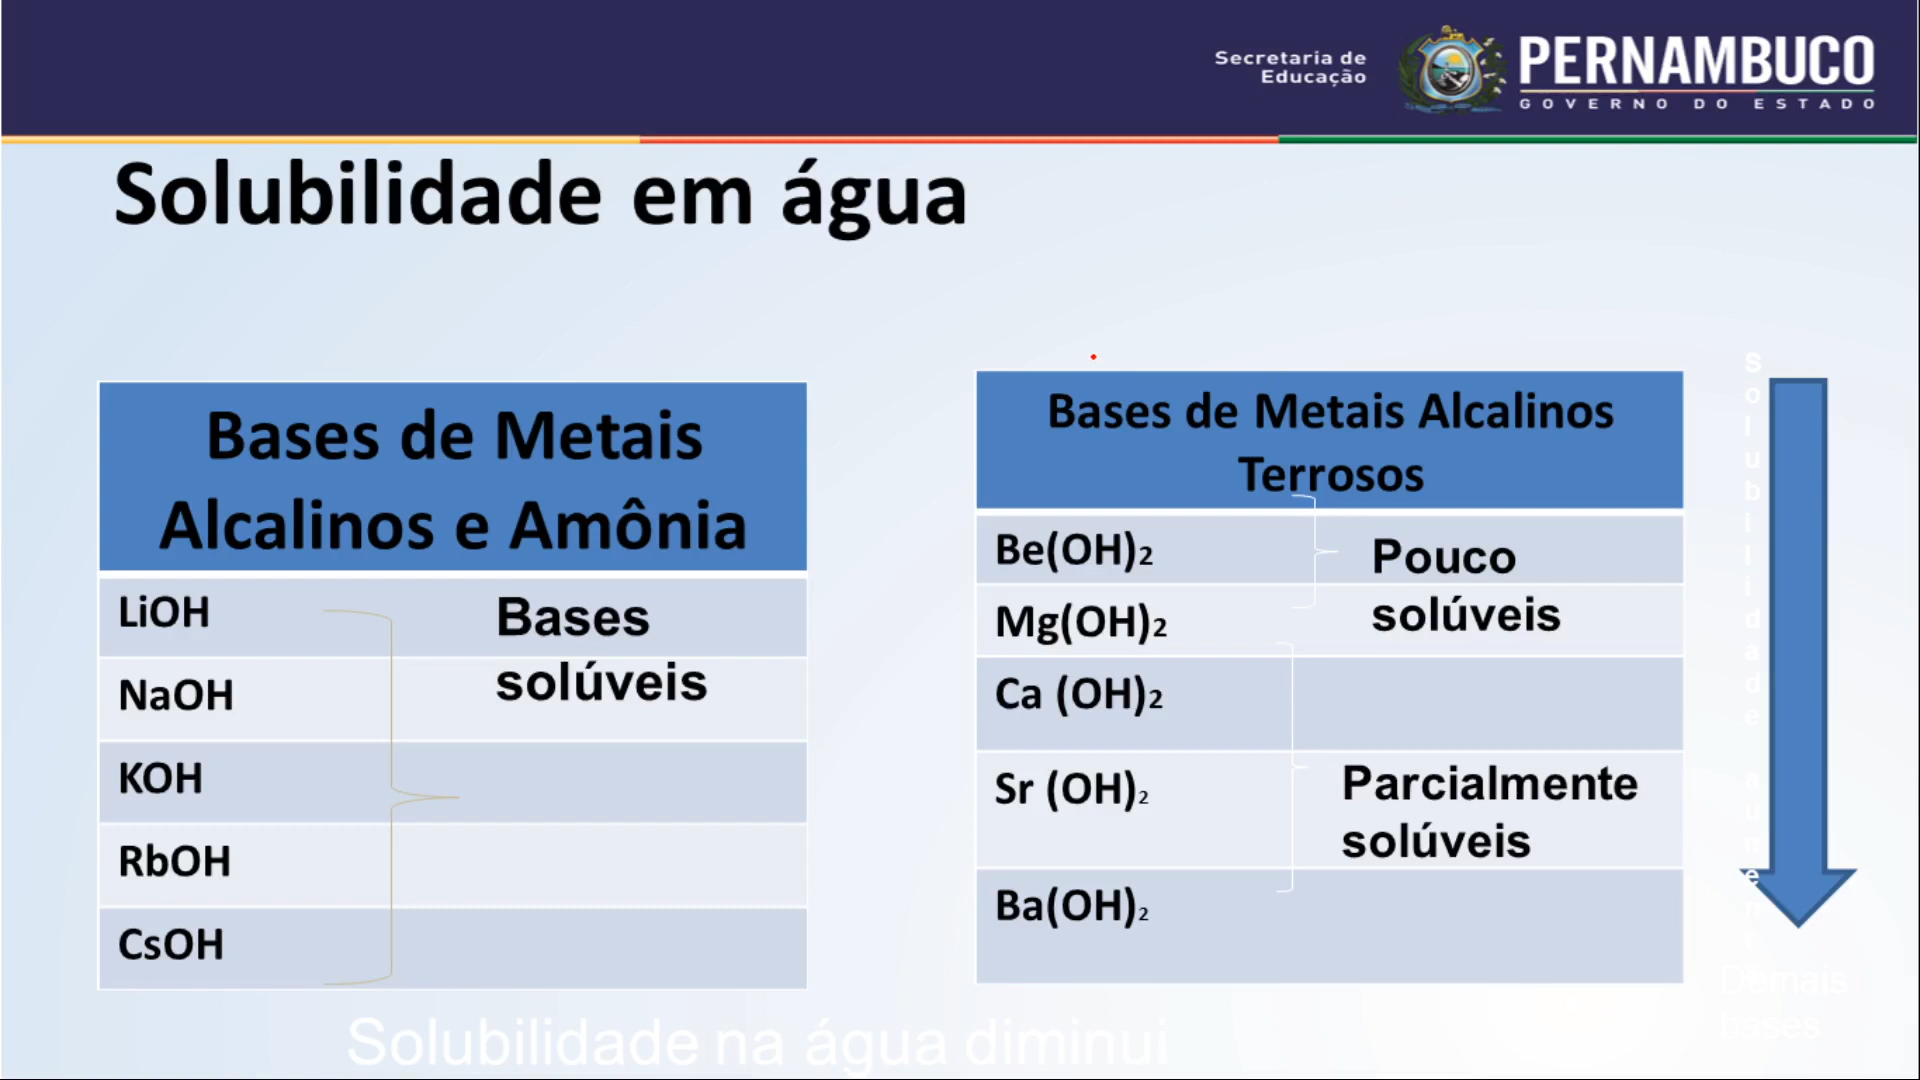 Secretaria de
Educação
PERNAMBUCO
GOVERNO DO ESTADO
Solubilidade em água
Bases de Metais
Alcalinos e Amônia
LiOH
Bases
solúveis
NaOH
KOH
RbOH
CsOH
Bases de Metais Alcalinos
Terrosos
Be(OH)₂
Pouco
solúveis
Mg(OH)₂
Ca (OH)₂
Sr (OH)₂
Parcialmente
solúveis
Ba(OH)₂
Solubilidade
Demais
bases
Solubilidade na água diminui